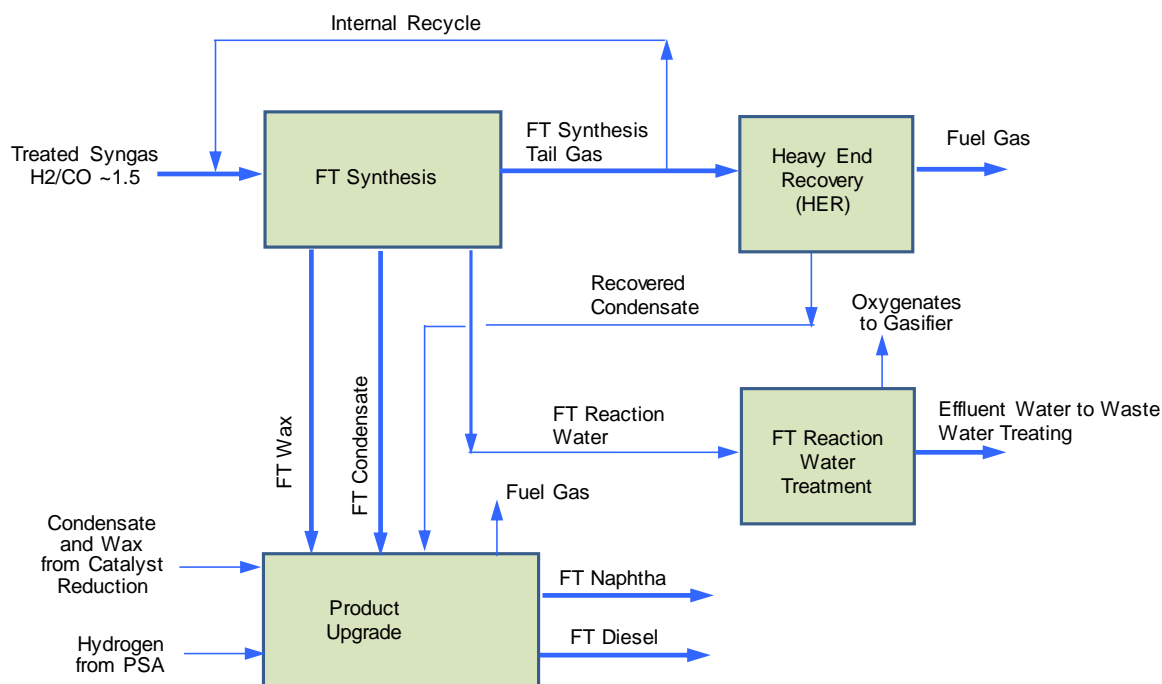 Internal Recycle
Treated Syngas
H2/CO ~1.5
FT Synthesis
FT Synthesis
Tail Gas
Heavy End
Recovery
(HER)
Fuel Gas
Recovered
Condensate
Oxygenates
to Gasifier
FT Wax
FT Condensate
FT Reaction
Water
FT Reaction
Water
Treatment
Effluent Water to Waste
Water Treating
Fuel Gas
Condensate
and Wax
from Catalyst
Reduction
Product
Upgrade
FT Naphtha
FT Diesel
Hydrogen
from PSA